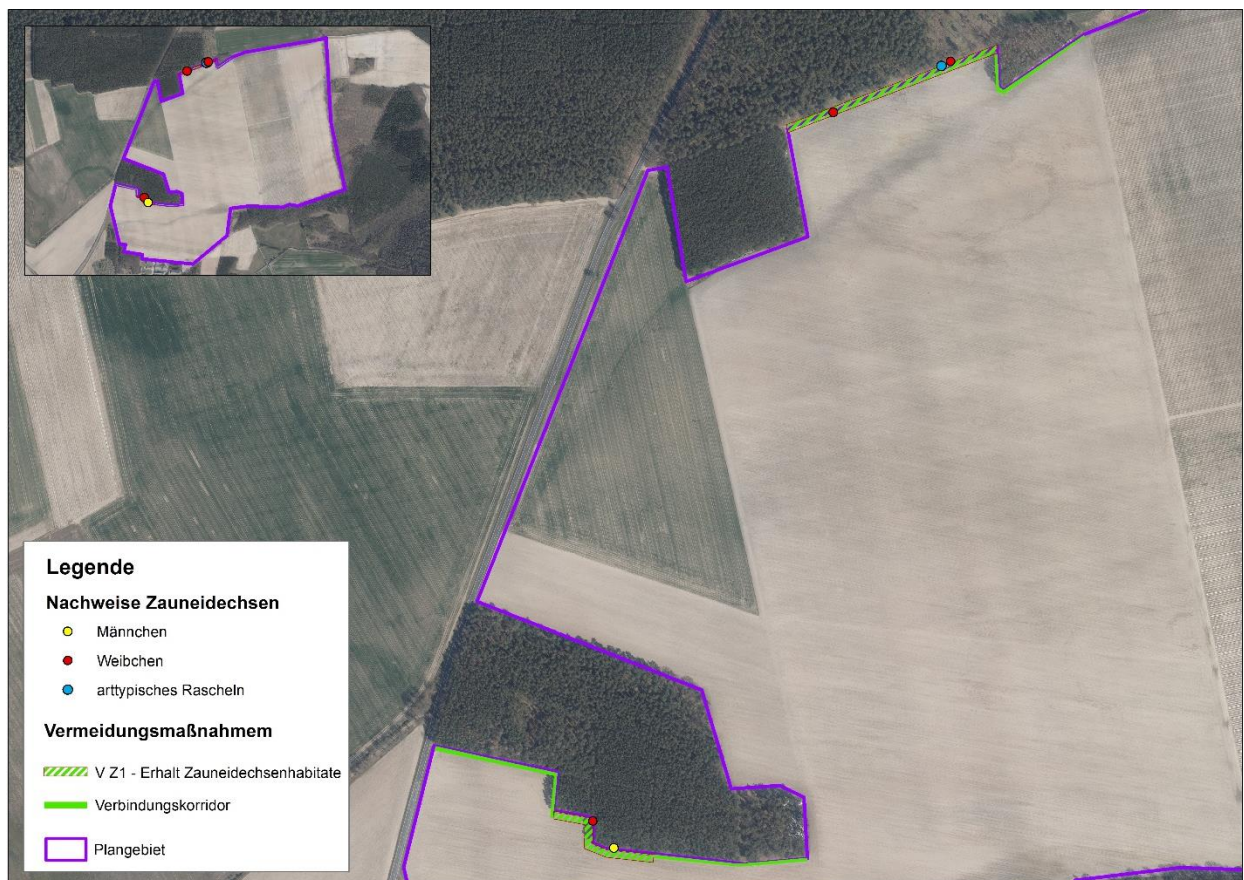 Legende
Nachweise Zauneidechsen
Männchen
Weibchen
arttypisches Rascheln
Vermeidungsmaßnahmem
V Z1 - Erhalt Zauneidechsenhabitate
Verbindungskorridor
Plangebiet